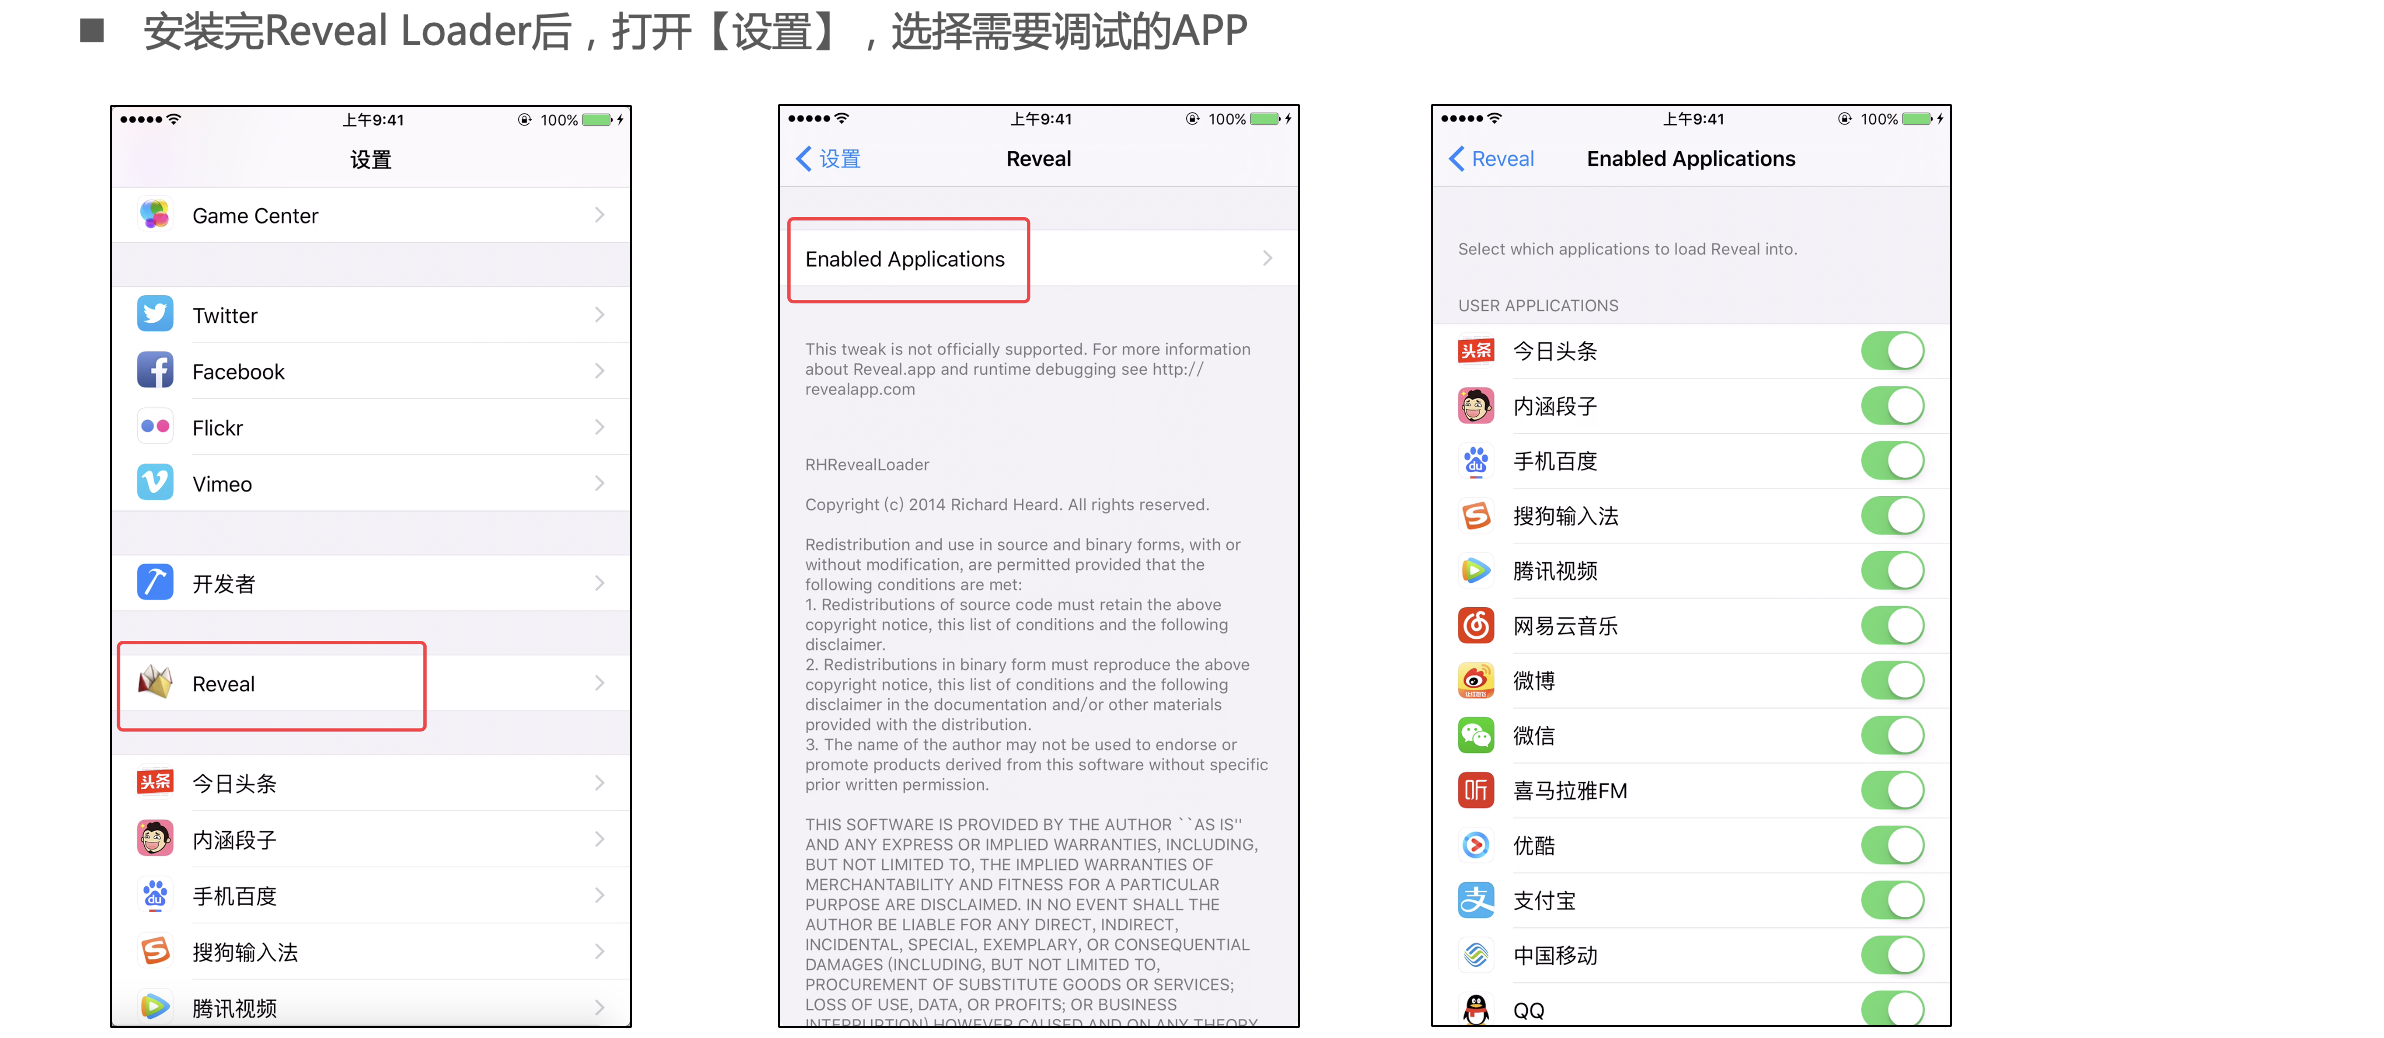 ■ 安装完Reveal Loader后，打开【设置】，选择需要调试的APP
上午9:41
100%
设置
Game Center
Twitter
Facebook
Flickr
Vimeo
开发者
Reveal
头条 今日头条
内涵段子
du 手机百度
搜狗输入法
腾讯视频
上午9:41
100%
设置
Reveal
Enabled Applications
This tweak is not officially supported. For more information
about Reveal.app and runtime debugging see http://
revealapp.com
RHRevealLoader
Copyright (c) 2014 Richard Heard. All rights reserved.
Redistribution and use in source and binary forms, with or
without modification, are permitted provided that the
following conditions are met:
1. Redistributions of source code must retain the above
copyright notice, this list of conditions and the following
disclaimer.
2. Redistributions in binary form must reproduce the above
copyright notice, this list of conditions and the following
disclaimer in the documentation and/or other materials
provided with the distribution.
3. The name of the author may not be used to endorse or
promote products derived from this software without specific
prior written permission.
THIS SOFTWARE IS PROVIDED BY THE AUTHOR ``AS IS''
AND ANY EXPRESS OR IMPLIED WARRANTIES, INCLUDING,
BUT NOT LIMITED TO, THE IMPLIED WARRANTIES OF
MERCHANTABILITY AND FITNESS FOR A PARTICULAR
PURPOSE ARE DISCLAIMED. IN NO EVENT SHALL THE
AUTHOR BE LIABLE FOR ANY DIRECT, INDIRECT,
INCIDENTAL, SPECIAL, EXEMPLARY, OR CONSEQUENTIAL
DAMAGES (INCLUDING, BUT NOT LIMITED TO,
PROCUREMENT OF SUBSTITUTE GOODS OR SERVICES;
LOSS OF USE, DATA, OR PROFITS; OR BUSINESS
INTERRUPTION) HOWEVER CAUSED AND ON ANY THEORY
上午9:41
100%
Reveal
Enabled Applications
Select which applications to load Reveal into.
USER APPLICATIONS
头条 今日头条
内涵段子
du 手机百度
搜狗输入法
腾讯视频
网易云音乐
微博
微信
听 喜马拉雅FM
优酷
支 支付宝
中国移动
QQ